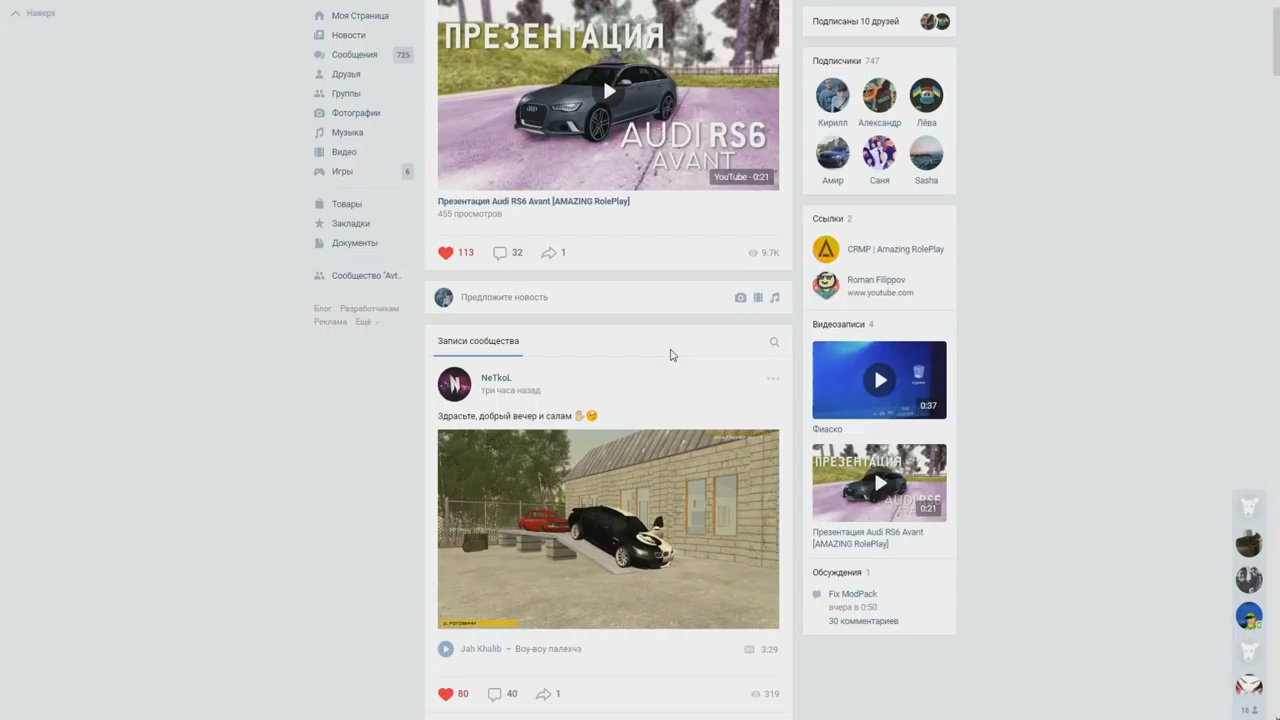 Наверх
Моя Страница
Новости
Сообщения 725
Друзья
Группы
Фотографии
Музыка
Видео
Игры 6
Товары
Закладки
Документы
Сообщество "Avt..
Блог Разработчикам
Реклама Ещё
ПРЕЗЕНТАЦИЯ
AUDI RS6
AVANT
YouTube · 0:21
Презентация Audi RS6 Avant [AMAZING RolePlay]
455 просмотров
113 32 1 9.7K
Предложите новость
Записи сообщества
NeTkoL
три часа назад
Здрасьте, добрый вечер и салам
Д. РОГОВИЧИ
Jah Khalib – Воу-воу палехча 3:29
80 40 1 319
Подписаны 10 друзей
Подписчики 747
Кирилл Александр Лёва
Амир Саня Sasha
Ссылки 2
CRMP | Amazing RolePlay
Roman Filippov
www.youtube.com
Видеозаписи 4
0:37
Фиаско
ПРЕЗЕНТАЦИЯ
AUDI RS6
0:21
Презентация Audi RS6 Avant
[AMAZING RolePlay]
Обсуждения 1
Fix ModPack
вчера в 0:50
30 комментариев
18